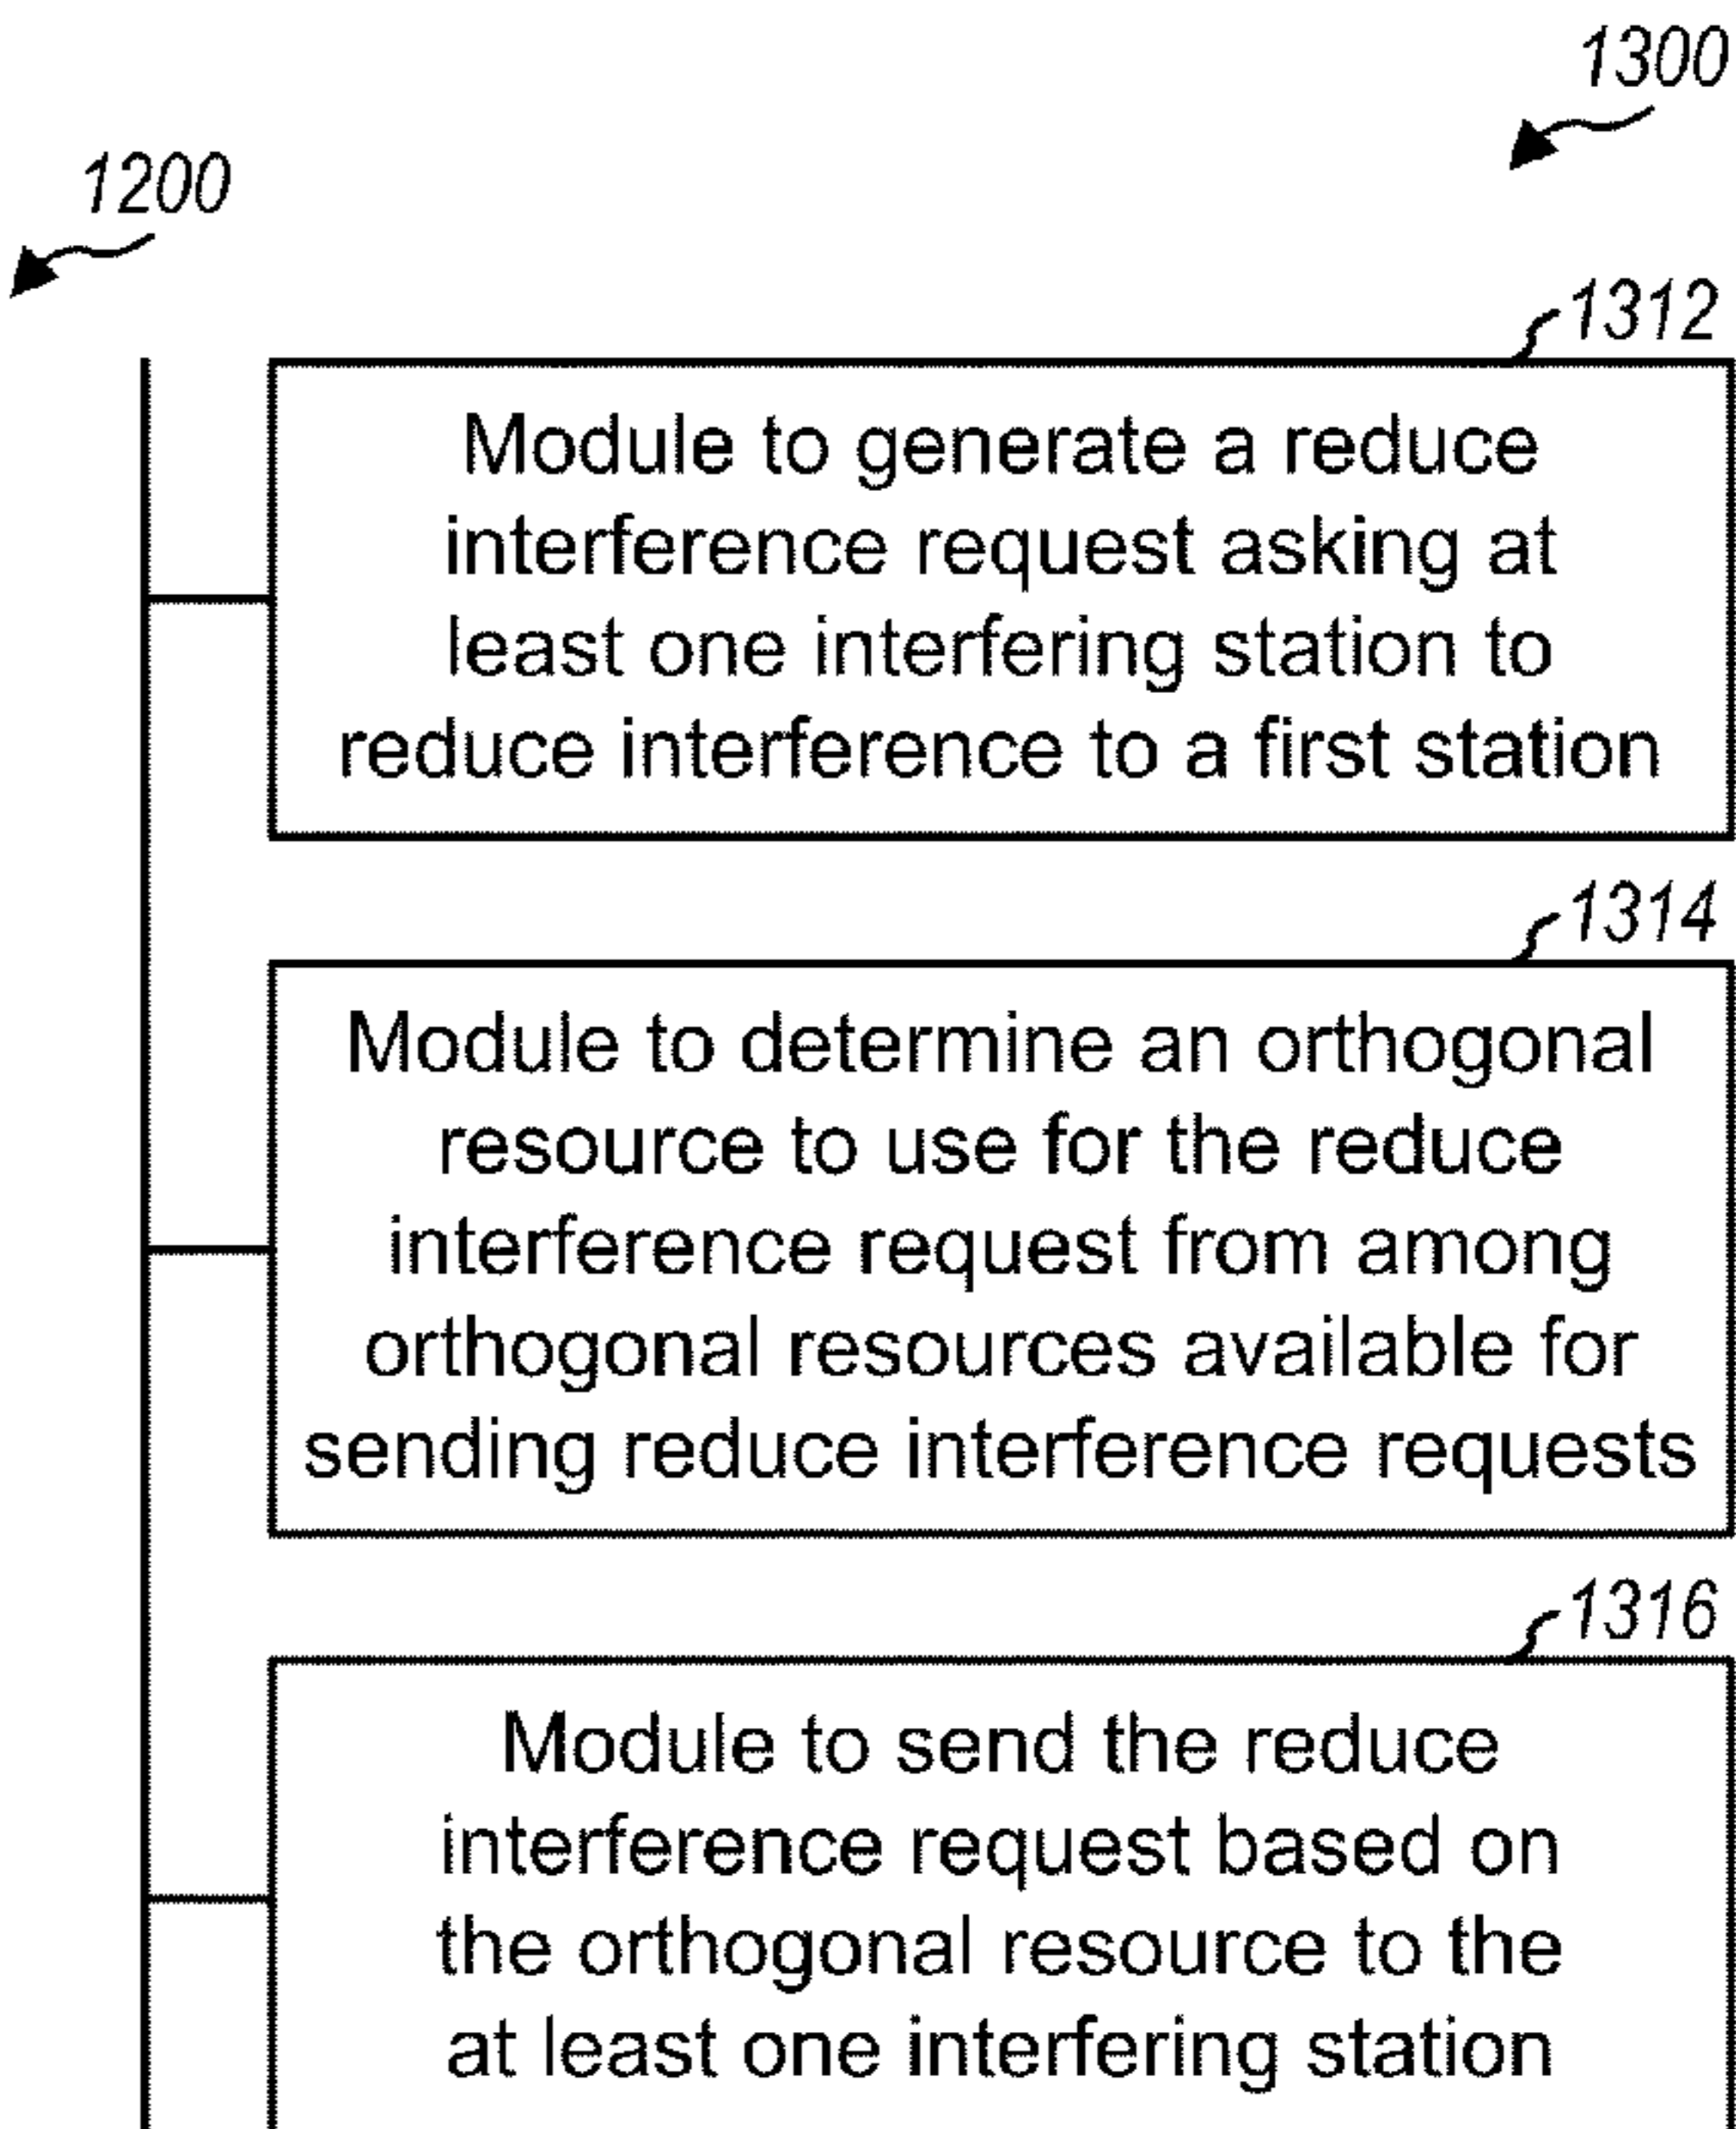 1300
1200
1312
Module to generate a reduce
interference request asking at
least one interfering station to
reduce interference to a first station
1314
Module to determine an orthogonal
resource to use for the reduce
interference request from among
orthogonal resources available for
sending reduce interference requests
1316
Module to send the reduce
interference request based on
the orthogonal resource to the
at least one interfering station